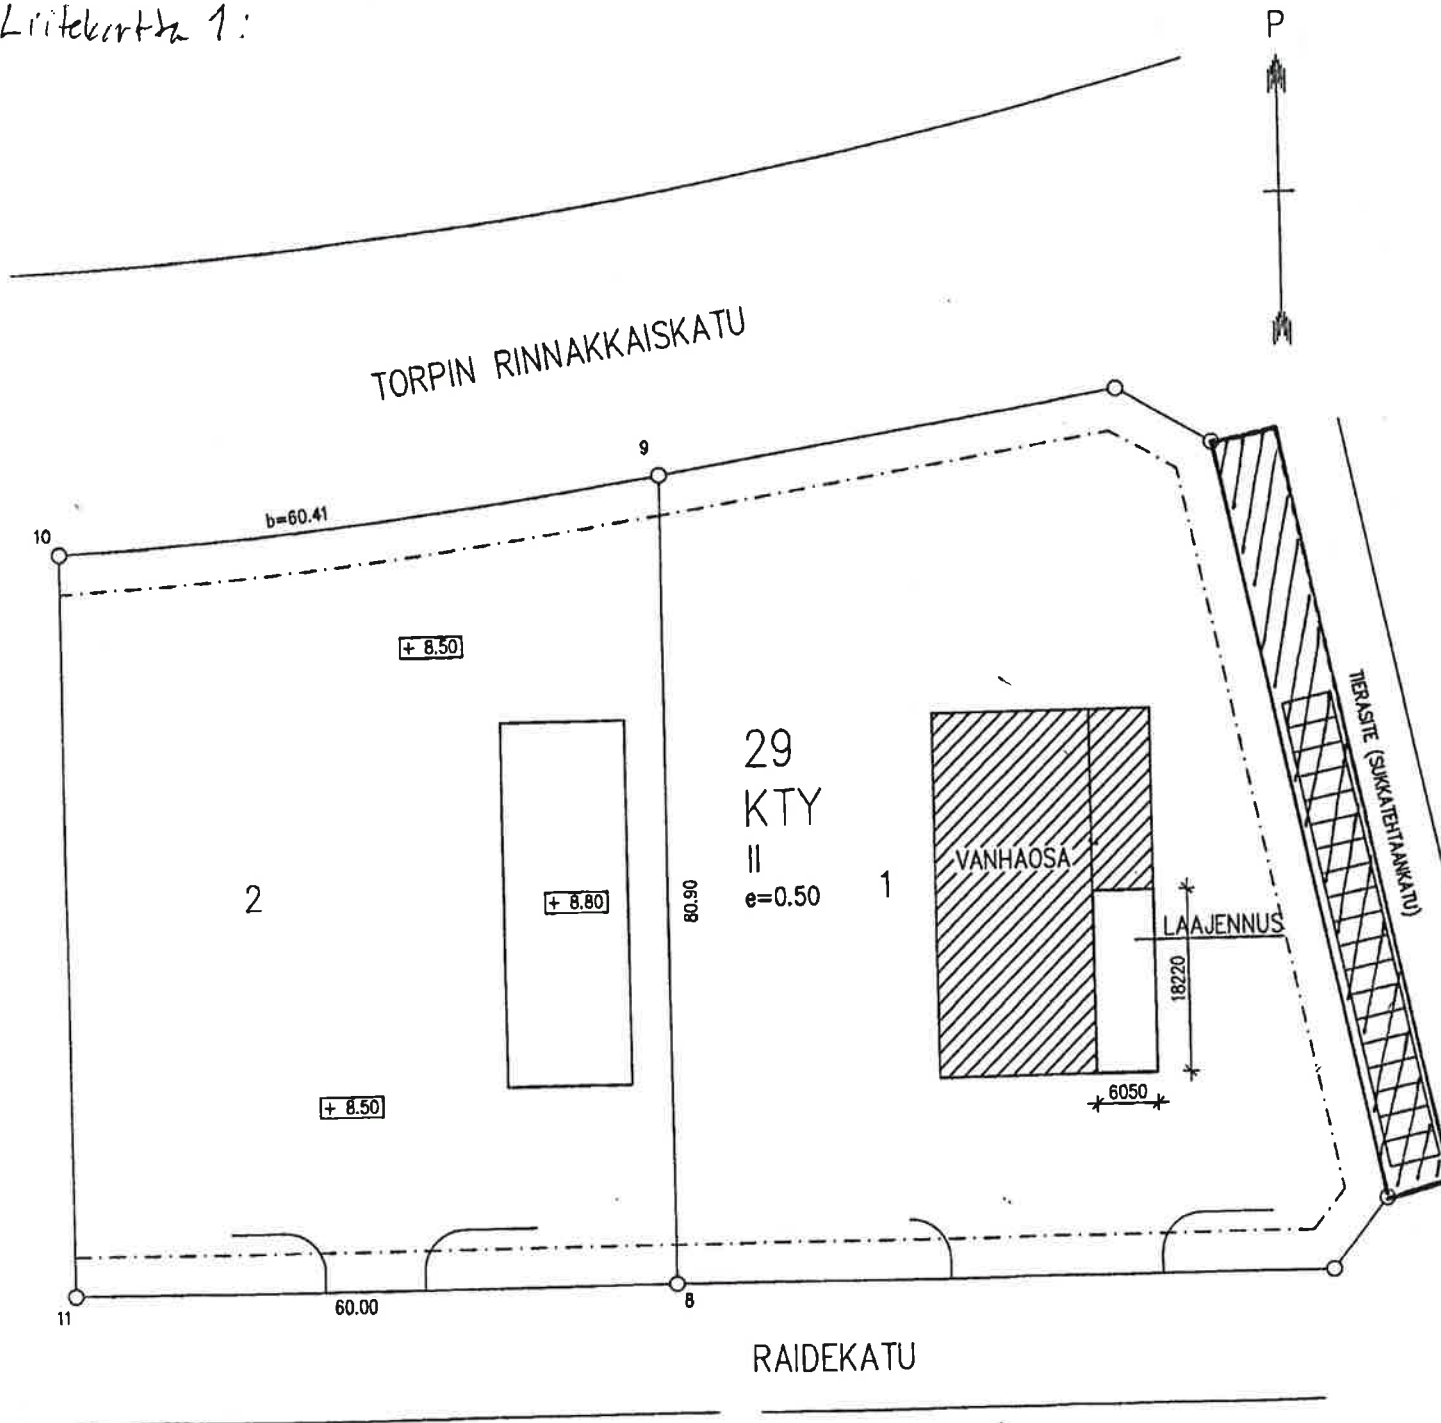 Liitekartta 1:
P
TORPIN RINNAKKAISKATU
9
b=60.41
10
+ 8.50
29
KTY
II
e=0.50
VANHAOSA
1
2
+ 8.80
80.90
LAAJENNUS
18220
6050
TIERASITE (SUKKATEHTAANKATU)
+ 8.50
11
60.00
8
RAIDEKATU